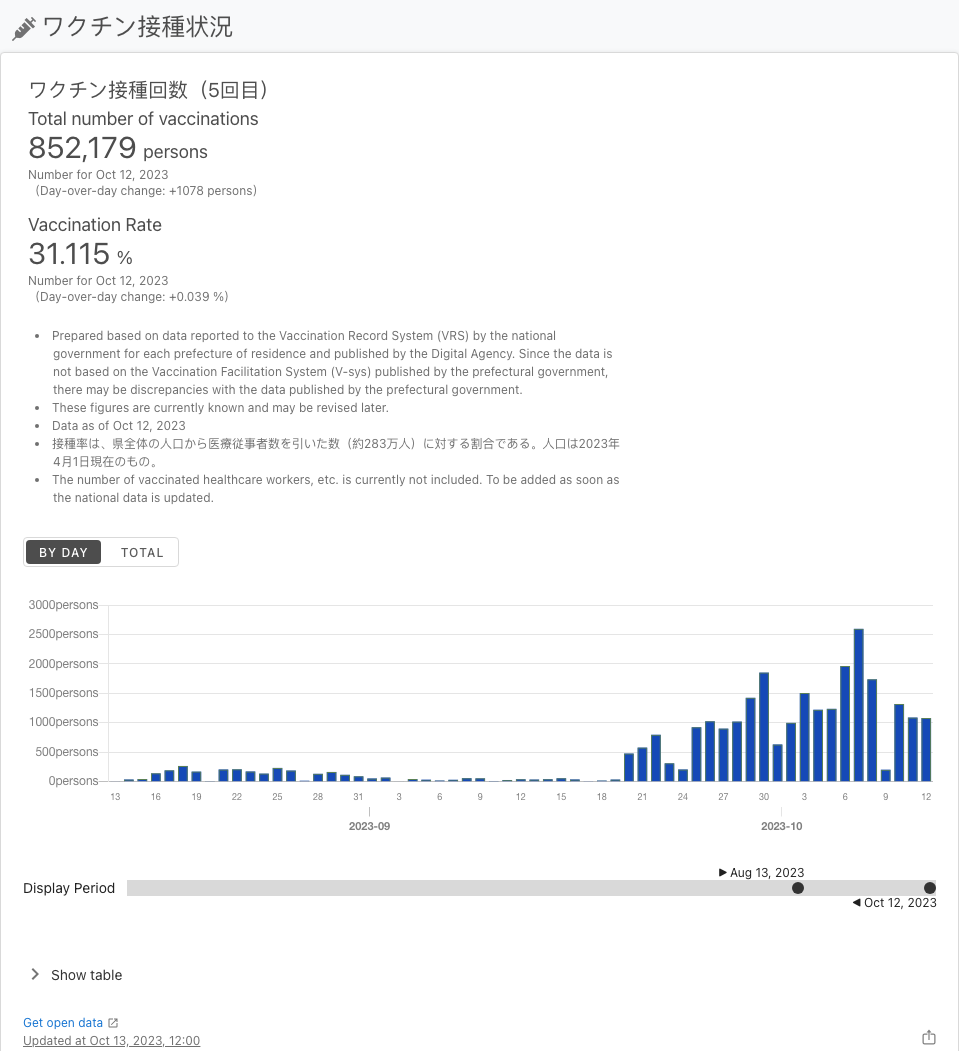 ワクチン接種状況
ワクチン接種回数（5回目）
Total number of vaccinations
852,179 persons
Number for Oct 12, 2023
（Day-over-day change: +1078 persons）
Vaccination Rate
31.115 %
Number for Oct 12, 2023
（Day-over-day change: +0.039 %）
• Prepared based on data reported to the Vaccination Record System (VRS) by the national
government for each prefecture of residence and published by the Digital Agency. Since the data is
not based on the Vaccination Facilitation System (V-sys) published by the prefectural government,
there may be discrepancies with the data published by the prefectural government.
• These figures are currently known and may be revised later.
• Data as of Oct 12, 2023
• 接種率は、県全体の人口から医療従事者数を引いた数（約283万人）に対する割合である。人口は2023年
4月1日現在のもの。
• The number of vaccinated healthcare workers, etc. is currently not included. To be added as soon as
the national data is updated.
BY DAY TOTAL
3000persons
2500persons
2000persons
1500persons
1000persons
500persons
0persons
13 16 19 22 25 28 31 3 6 9 12 15 18 21 24 27 30 3 6 9 12
2023-09 2023-10
▶ Aug 13, 2023
Display Period
◀ Oct 12, 2023
Show table
Get open data
Updated at Oct 13, 2023, 12:00